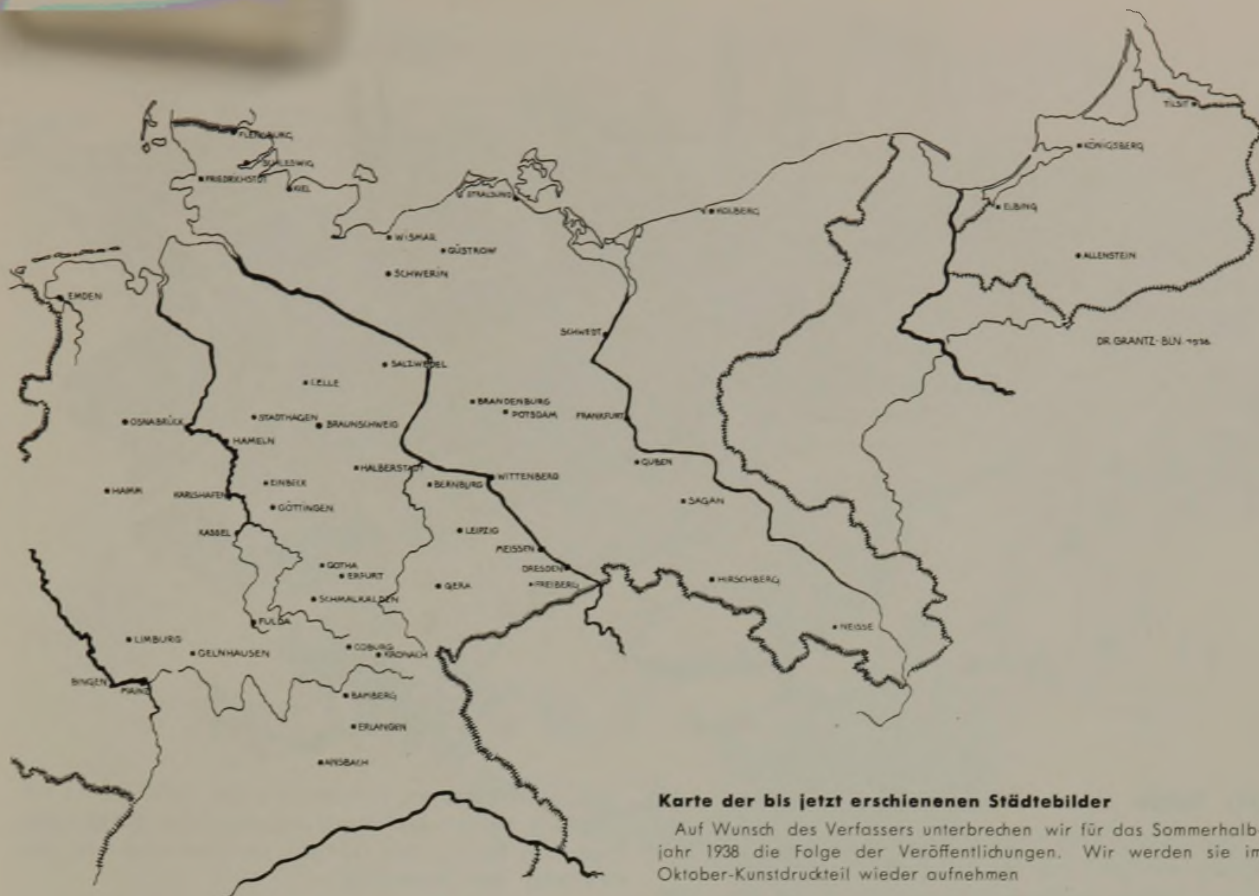 FLENSBURG
TILSIT
SCHLESWIG
KÖNIGSBERG
FRIEDRICHSTDT
KIEL
STRALSUND
KOLBERG
ELBING
WISMAR
GÜSTROW
ALLENSTEIN
SCHWERIN
EMDEN
SCHWEDT
DR. GRANTZ-BLN. 1938
SALZWEDEL
CELLE
BRANDENBURG
POTSDAM
OSNABRÜCK
STADTHAGEN
BRAUNSCHWEIG
FRANKFURT
HAMELN
GUBEN
HALBERSTADT
WITTENBERG
EINBECK
BERNBURG
HAMM
KARLSHAFEN
SAGAN
GÖTTINGEN
KASSEL
LEIPZIG
MEISSEN
GOTHA
DRESDEN
ERFURT
GERA
FREIBERG
HIRSCHBERG
SCHMALKALDEN
FULDA
NEISSE
LIMBURG
COBURG
GELNHAUSEN
KRONACH
BINGEN
MAINZ
BAMBERG
ERLANGEN
ANSBACH
Karte der bis jetzt erschienenen Städtebilder
Auf Wunsch des Verfassers unterbrechen wir für das Sommerhalb-
jahr 1938 die Folge der Veröffentlichungen. Wir werden sie im
Oktober-Kunstdruckteil wieder aufnehmen